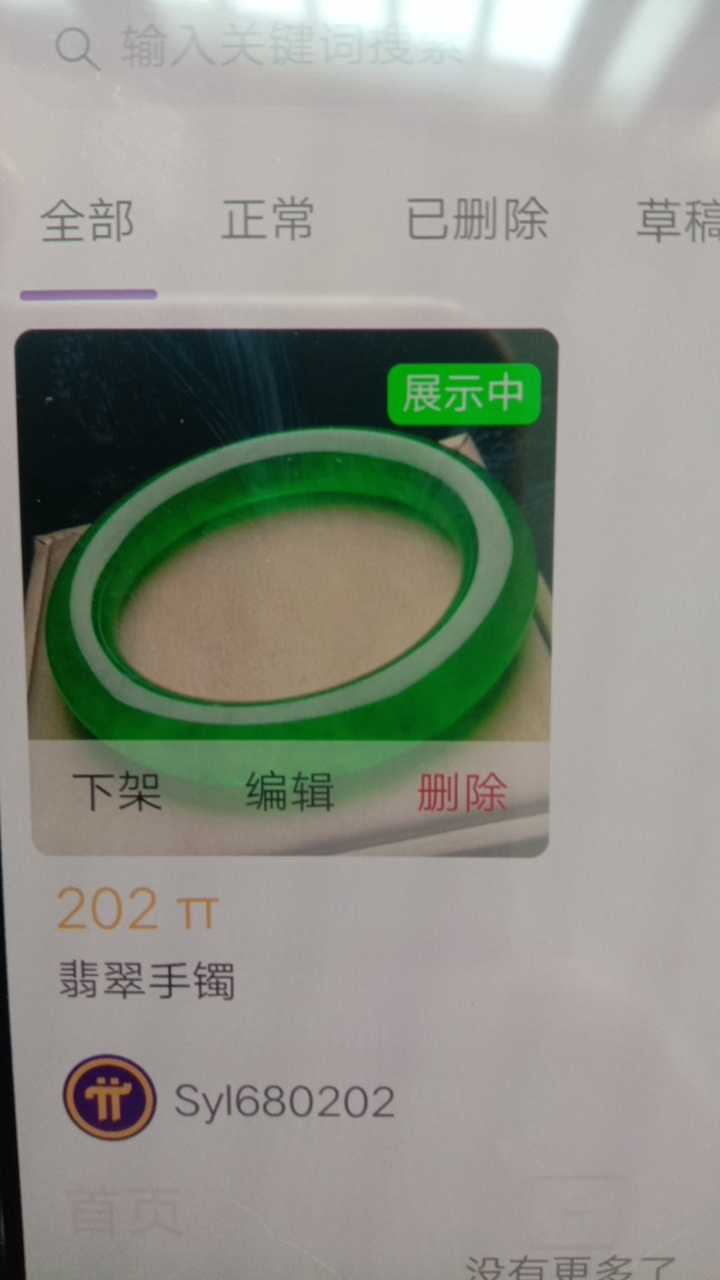 输入关键词搜索
全部 正常 已删除 草稿
展示中
下架 编辑 删除
202 π
翡翠手镯
Syl680202
首页
没有更多了